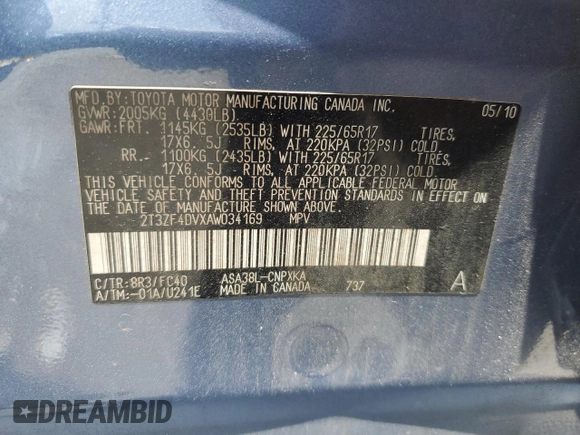 MFD.BY:TOYOTA MOTOR MANUFACTURING CANADA INC.
GVWR:2005KG (4430LB) 05/10
GAWR:FRT. 1145KG (2535LB) WITH 225/65R17 TIRES,
17X6.5J RIMS, AT 220KPA (32PSI) COLD.
RR. 1100KG (2435LB) WITH 225/65R17 TIRES,
17X6.5J RIMS, AT 220KPA (32PSI) COLD.
THIS VEHICLE CONFORMS TO ALL APPLICABLE FEDERAL MOTOR
VEHICLE SAFETY AND THEFT PREVENTION STANDARDS IN EFFECT ON
THE DATE OF MANUFACTURE SHOWN ABOVE.
2T3ZF4DVXAW034169 MPV
C/TR:8R3/FC40 ASA38L-CNPXKA A
A/TM:-01A/U241E MADE IN CANADA 737
DREAMBID